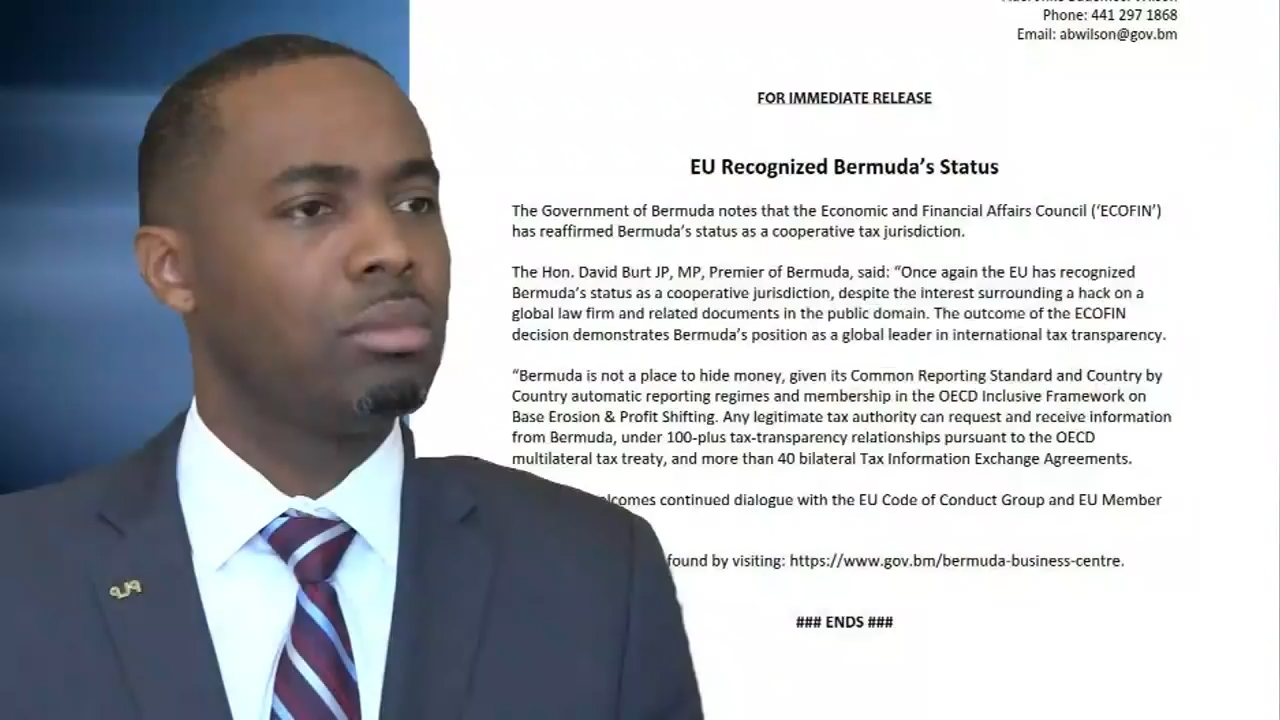 Phone: 441 297 1868
Email: abwilson@gov.bm
FOR IMMEDIATE RELEASE
EU Recognized Bermuda's Status
The Government of Bermuda notes that the Economic and Financial Affairs Council ('ECOFIN')
has reaffirmed Bermuda's status as a cooperative tax jurisdiction.
The Hon. David Burt JP, MP, Premier of Bermuda, said: “Once again the EU has recognized
Bermuda's status as a cooperative jurisdiction, despite the interest surrounding a hack on a
global law firm and related documents in the public domain. The outcome of the ECOFIN
decision demonstrates Bermuda's position as a global leader in international tax transparency.
“Bermuda is not a place to hide money, given its Common Reporting Standard and Country by
Country automatic reporting regimes and membership in the OECD Inclusive Framework on
Base Erosion & Profit Shifting. Any legitimate tax authority can request and receive information
from Bermuda, under 100-plus tax-transparency relationships pursuant to the OECD
multilateral tax treaty, and more than 40 bilateral Tax Information Exchange Agreements.
continued dialogue with the EU Code of Conduct Group and EU Member
found by visiting: https://www.gov.bm/bermuda-business-centre.
### ENDS ###